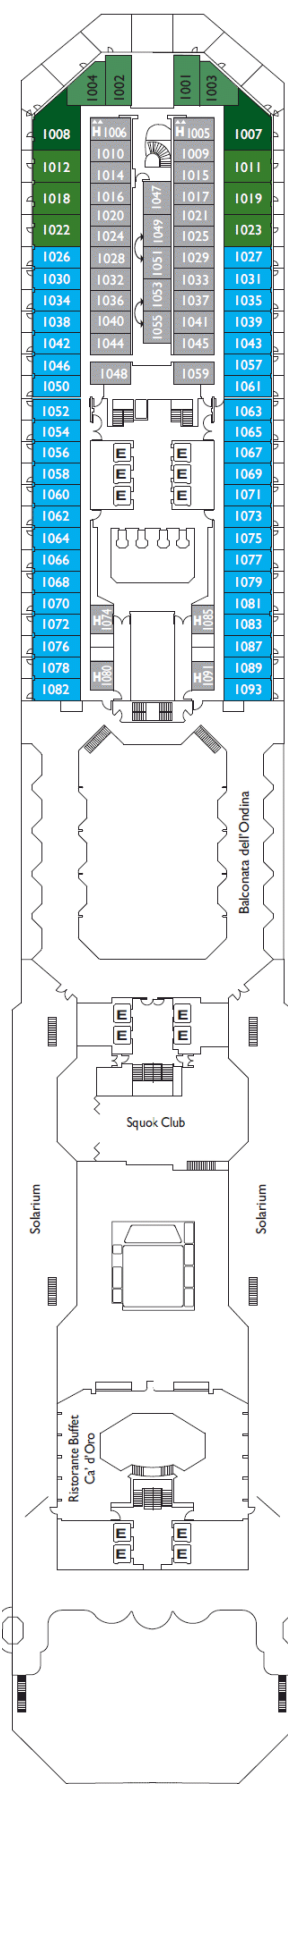 1004 1002 1001 1003
1008 H 1006 H 1005 1007
1012 1010 1009 1011
1014 1015
1018 1016 1047 1017 1019
1020 1021
1022 1024 1049 1025 1023
1026 1028 1051 1029 1027
1030 1032 1033 1031
1034 1036 1053 1037 1035
1038 1040 1055 1041 1039
1042 1044 1045 1043
1046 1057
1050 1048 1059 1061
1052 1063
1054 1065
1056 E E 1067
1058 E E 1069
1060 E E 1071
1062 1073
1064 1075
1066 1077
1068 1079
1070 1081
1072 H 1074 H 1085 1083
1076 1087
1078 H 1080 H 1091 1089
1082 1093
Balconata dell'Ondina
E E
E E
Squok Club
Solarium
Solarium
Ristorante Buffet
Ca' d'Oro
E E
E E